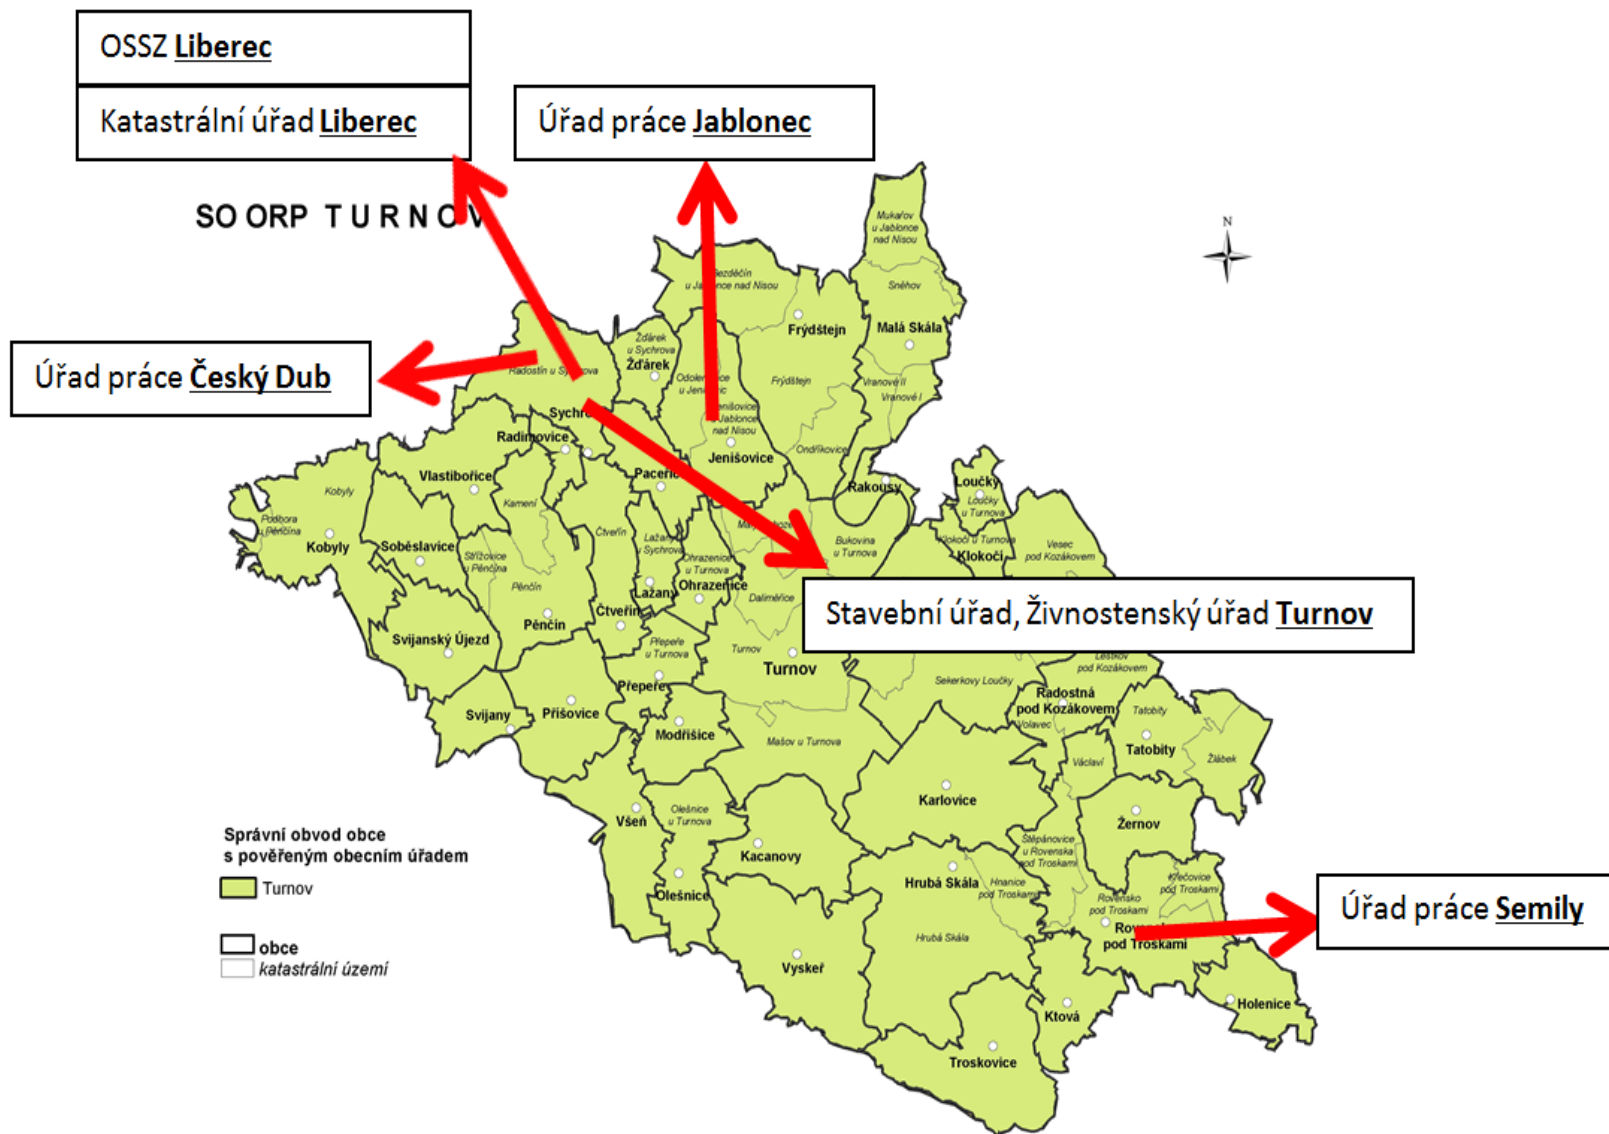 OSSZ Liberec
Katastrální úřad Liberec
Úřad práce Jablonec
SO ORP TURNOV
N
Mukařov
u Jablonce
nad Nisou
Bezděčín
u Jablonce nad Nisou
Sněhov
Frýdštejn
Malá Skála
Úřad práce Český Dub
Radostín u Sychrova
Žďárek
u Sychrova
Žďárek
Odolenovice
u Jenišovic
Frýdštejn
Vranové II
Vranové I
Jenišovice
u Jablonce
nad Nisou
Radimovice
Ondříkovice
Jenišovice
Vlastibořice
Rakousy
Loučky
Loučky
u Turnova
Kobyly
Kamení
Podbora
u Pěnčína
Kobyly
Soběslavice
Čtveřín
Lažany
u Sychrova
Bukovina
u Turnova
Klokočí u Turnova
Klokočí
Vesec
pod Kozákovem
Střížovice
u Pěnčína
Pěnčín
Ohrazenice
u Turnova
Ohrazenice
Lažany
Daliměřice
Čtveřín
Pěnčín
Stavební úřad, Živnostenský úřad Turnov
Svijanský Újezd
Přepeře
u Turnova
Turnov
Turnov
Lestkov
pod Kozákovem
Přepeře
Sekerkovy Loučky
Radostná
pod Kozákovem
Volavec
Svijany
Příšovice
Modřišice
Mašov u Turnova
Tatobity
Tatobity
Žlábek
Václaví
Karlovice
Všeň
Olešnice
u Turnova
Žernov
Správní obvod obce
s pověřeným obecním úřadem
Turnov
Kacanovy
Štěpánovice
u Rovenska
pod Troskami
Hrubá Skála
Hnanice
pod Troskami
Křečovice
pod Troskami
Olešnice
Rovensko
pod Troskami
Úřad práce Semily
Hrubá Skála
pod Troskami
obce
katastrální území
Vyskeř
Ktová
Holenice
Troskovice